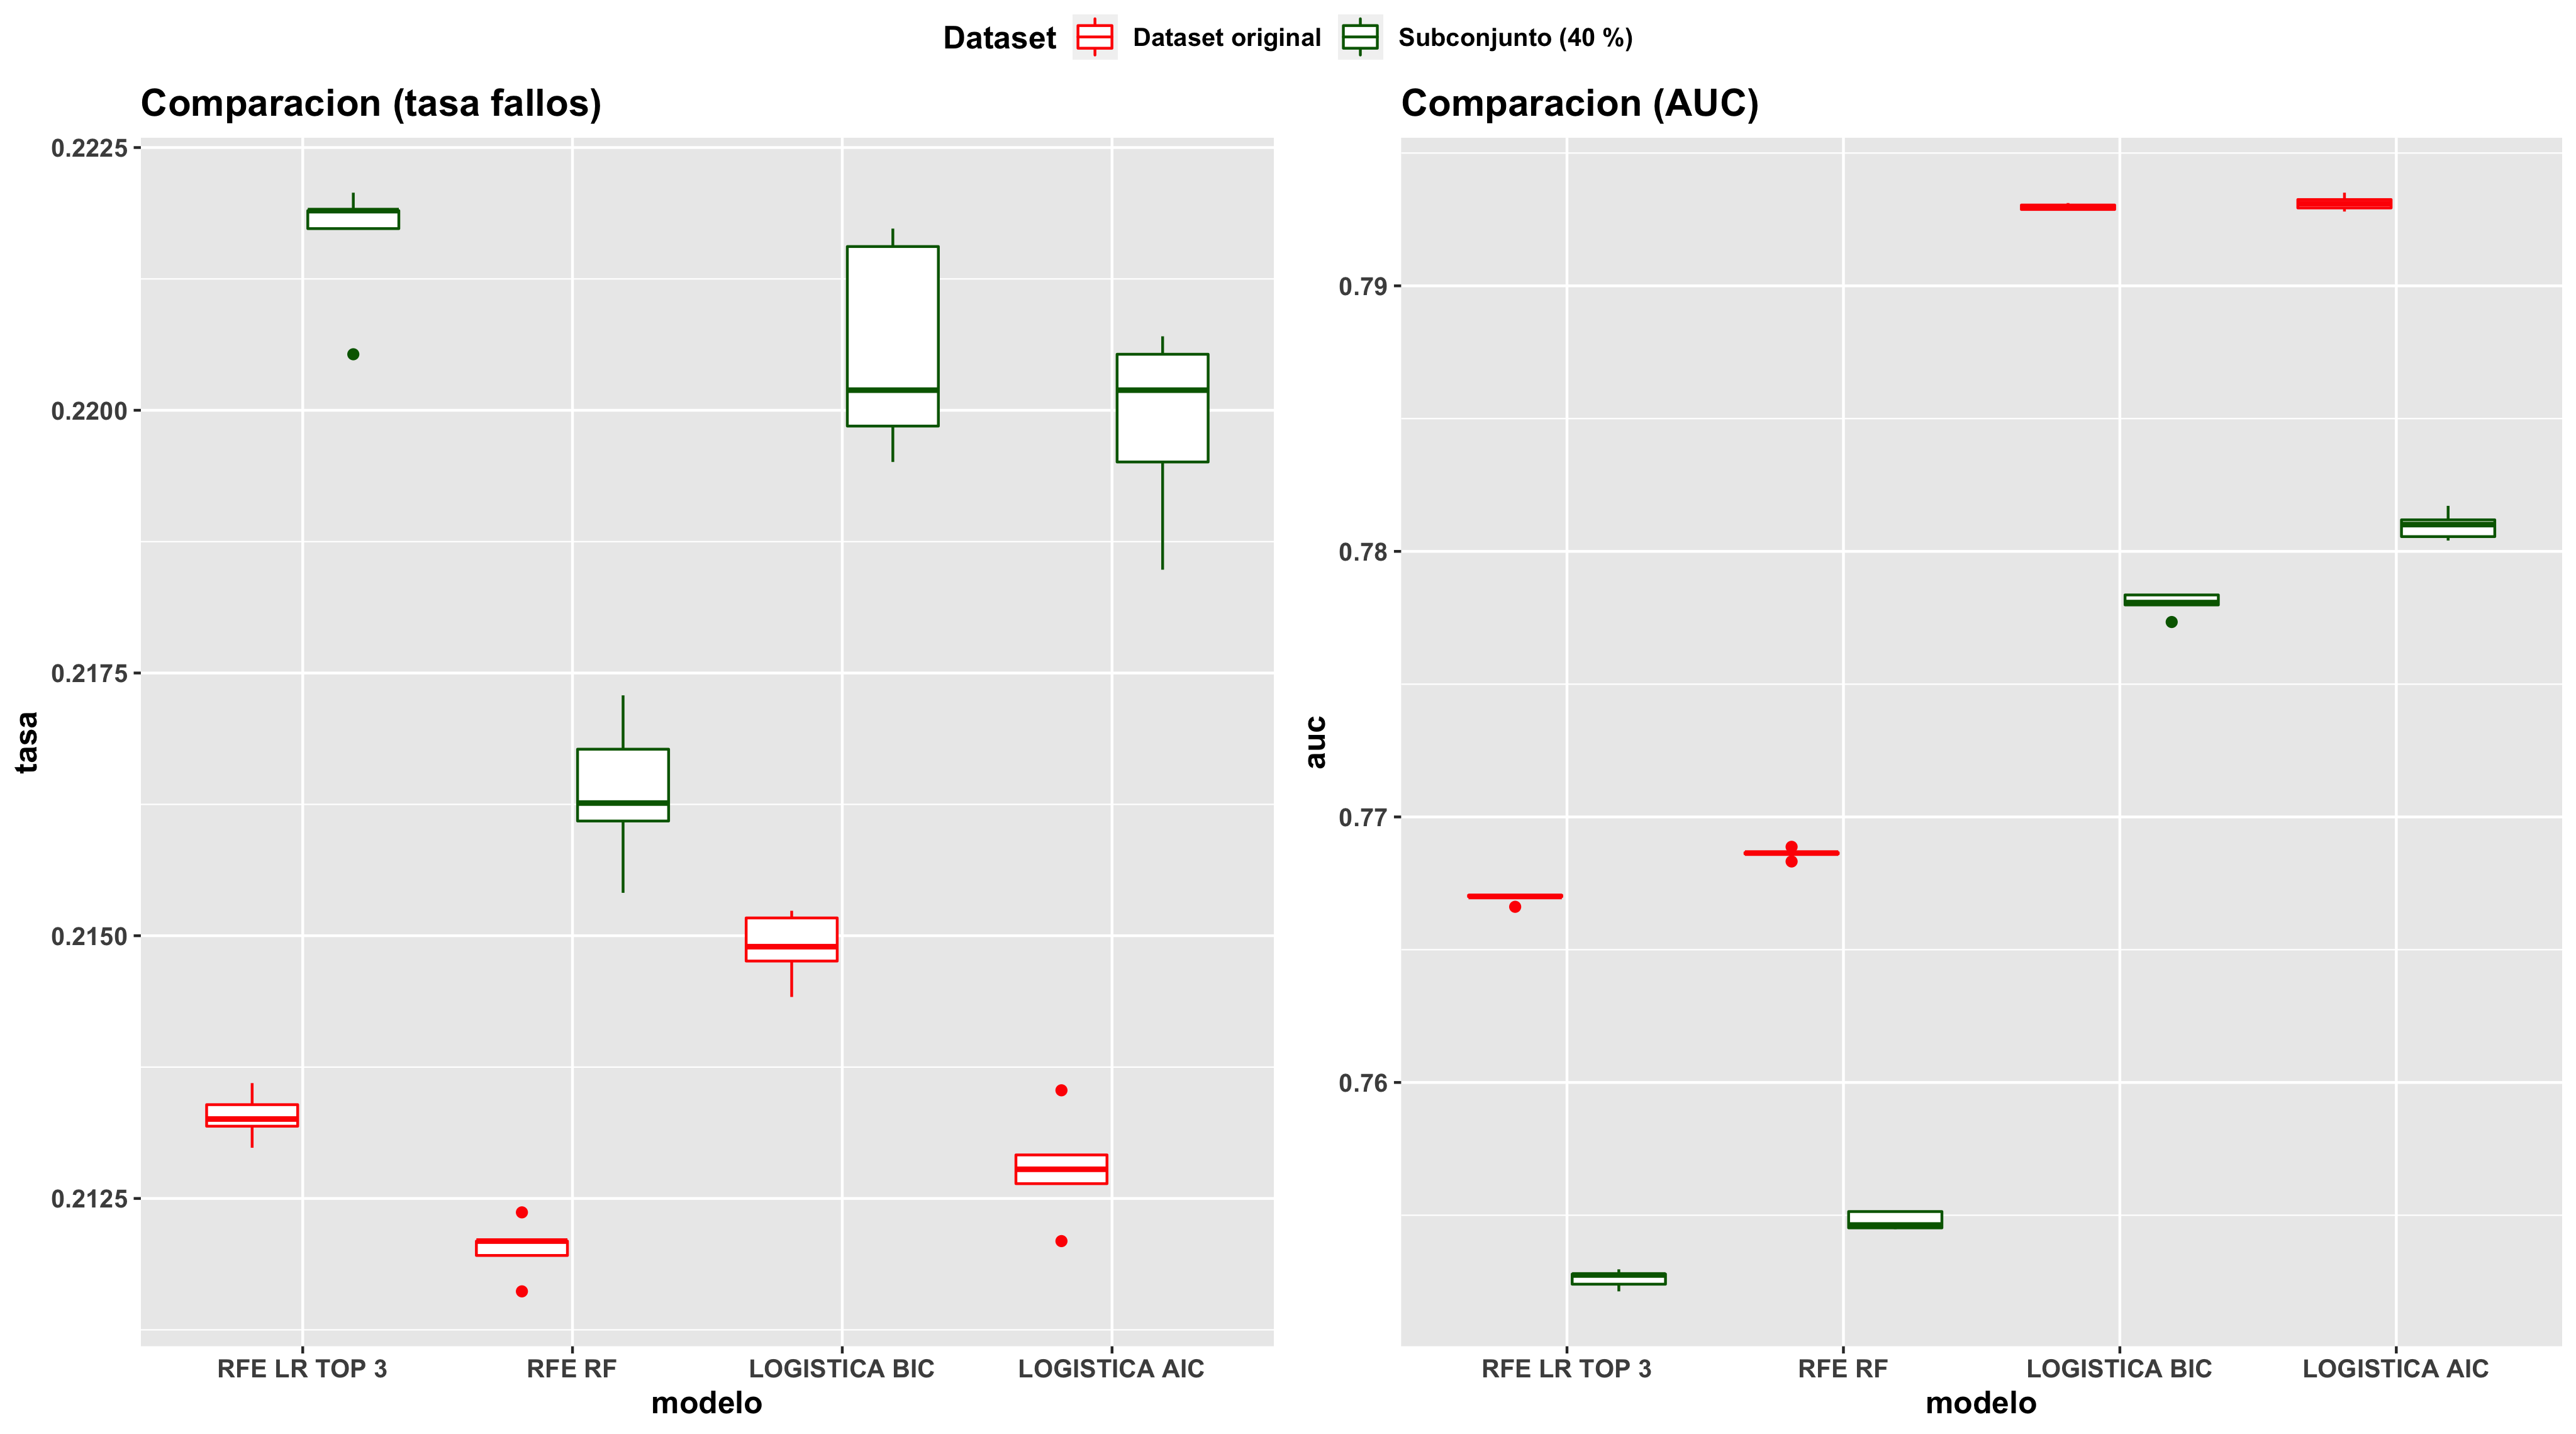 Dataset Dataset original Subconjunto (40 %)
Comparacion (tasa fallos)
0.2225
0.2200
0.2175
0.2150
0.2125
tasa
RFE LR TOP 3 RFE RF LOGISTICA BIC LOGISTICA AIC
modelo
Comparacion (AUC)
0.79
0.78
0.77
0.76
auc
RFE LR TOP 3 RFE RF LOGISTICA BIC LOGISTICA AIC
modelo